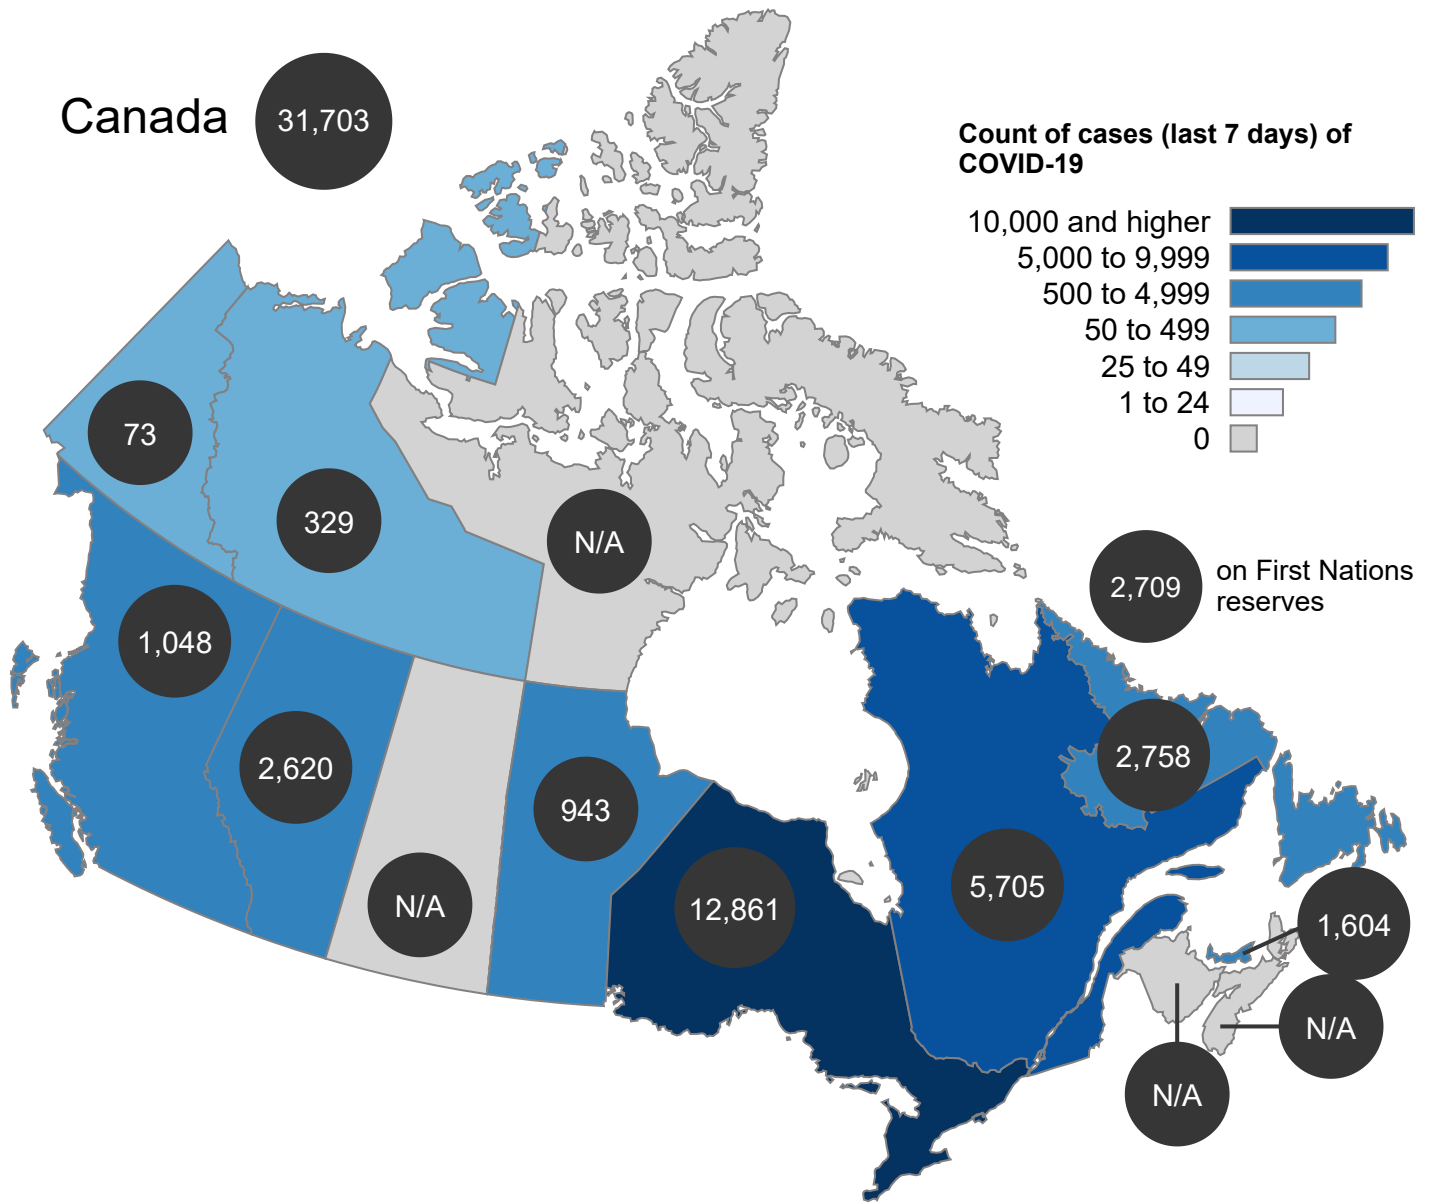 Canada
31,703
Count of cases (last 7 days) of
COVID-19
10,000 and higher
5,000 to 9,999
500 to 4,999
50 to 499
25 to 49
1 to 24
0
73
329
N/A
2,709
on First Nations
reserves
1,048
2,620
943
2,758
N/A
12,861
5,705
1,604
N/A
N/A